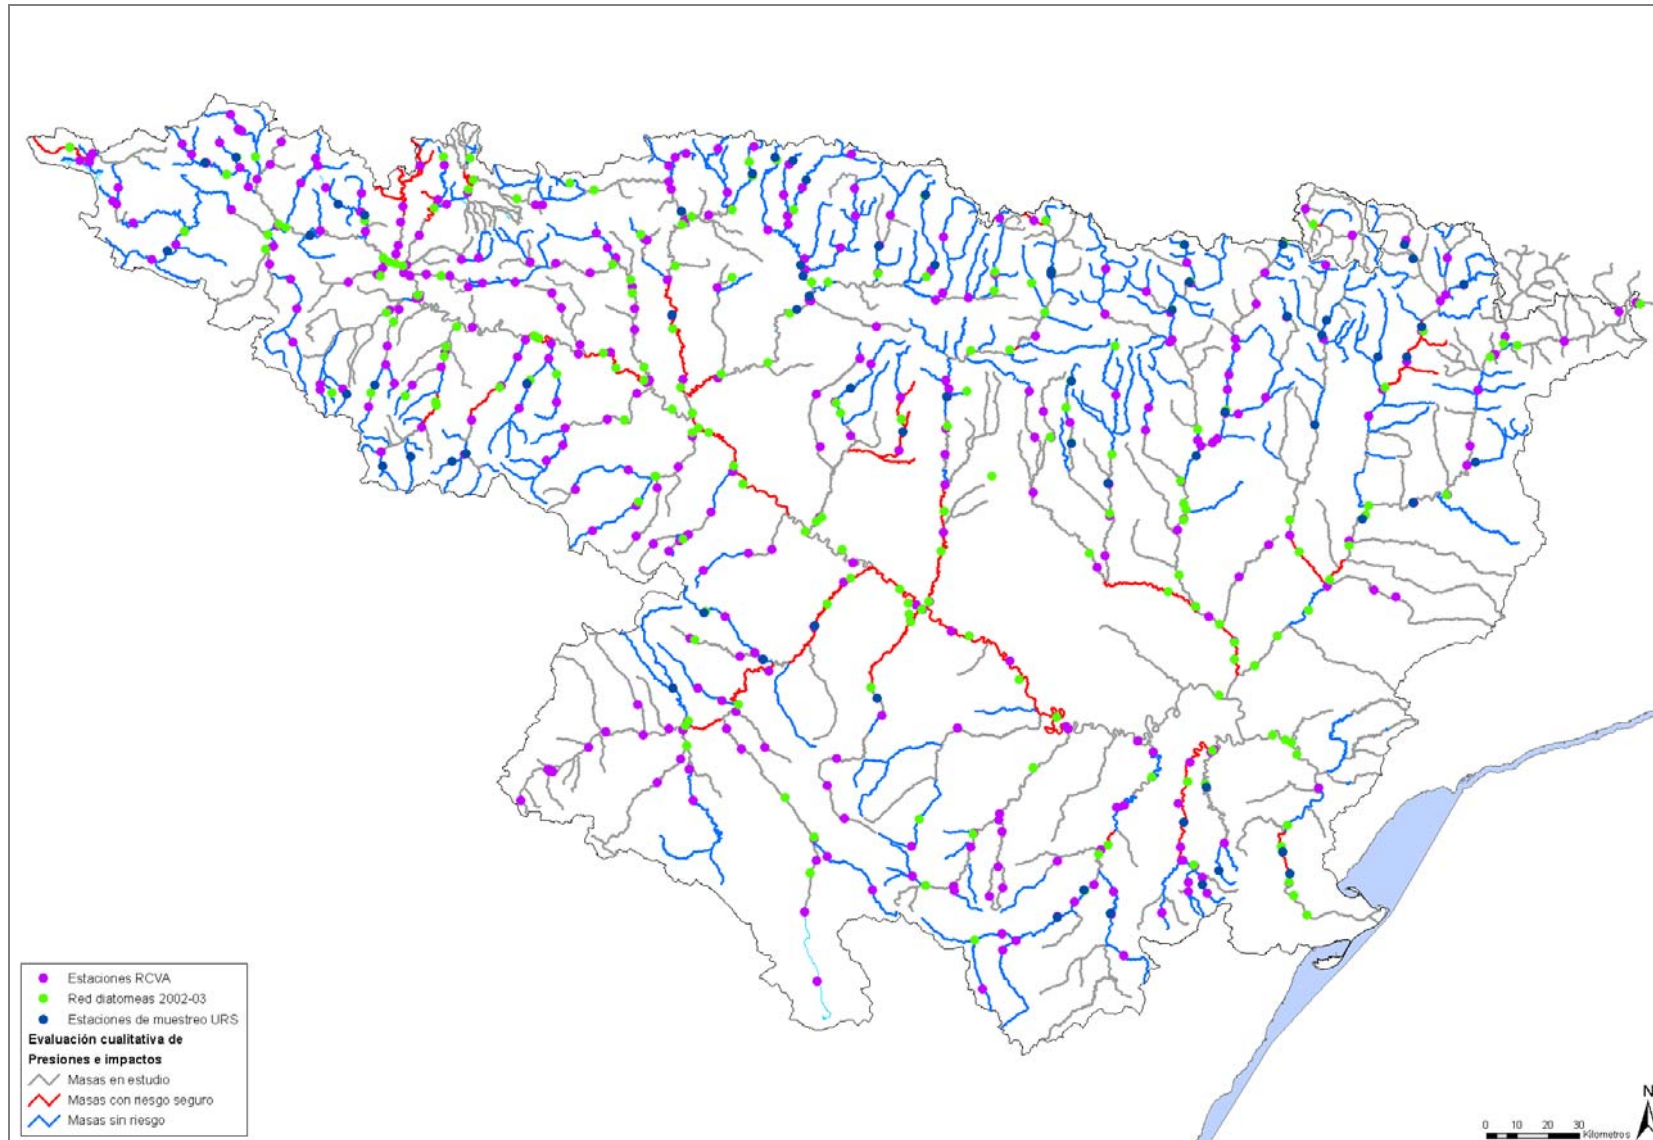 Estaciones RCVA
Red diatomeas 2002-03
Estaciones de muestreo URS
Evaluación cualitativa de
Presiones e impactos
Masas en estudio
Masas con riesgo seguro
Masas sin riesgo
N
0 10 20 30
Kilometros